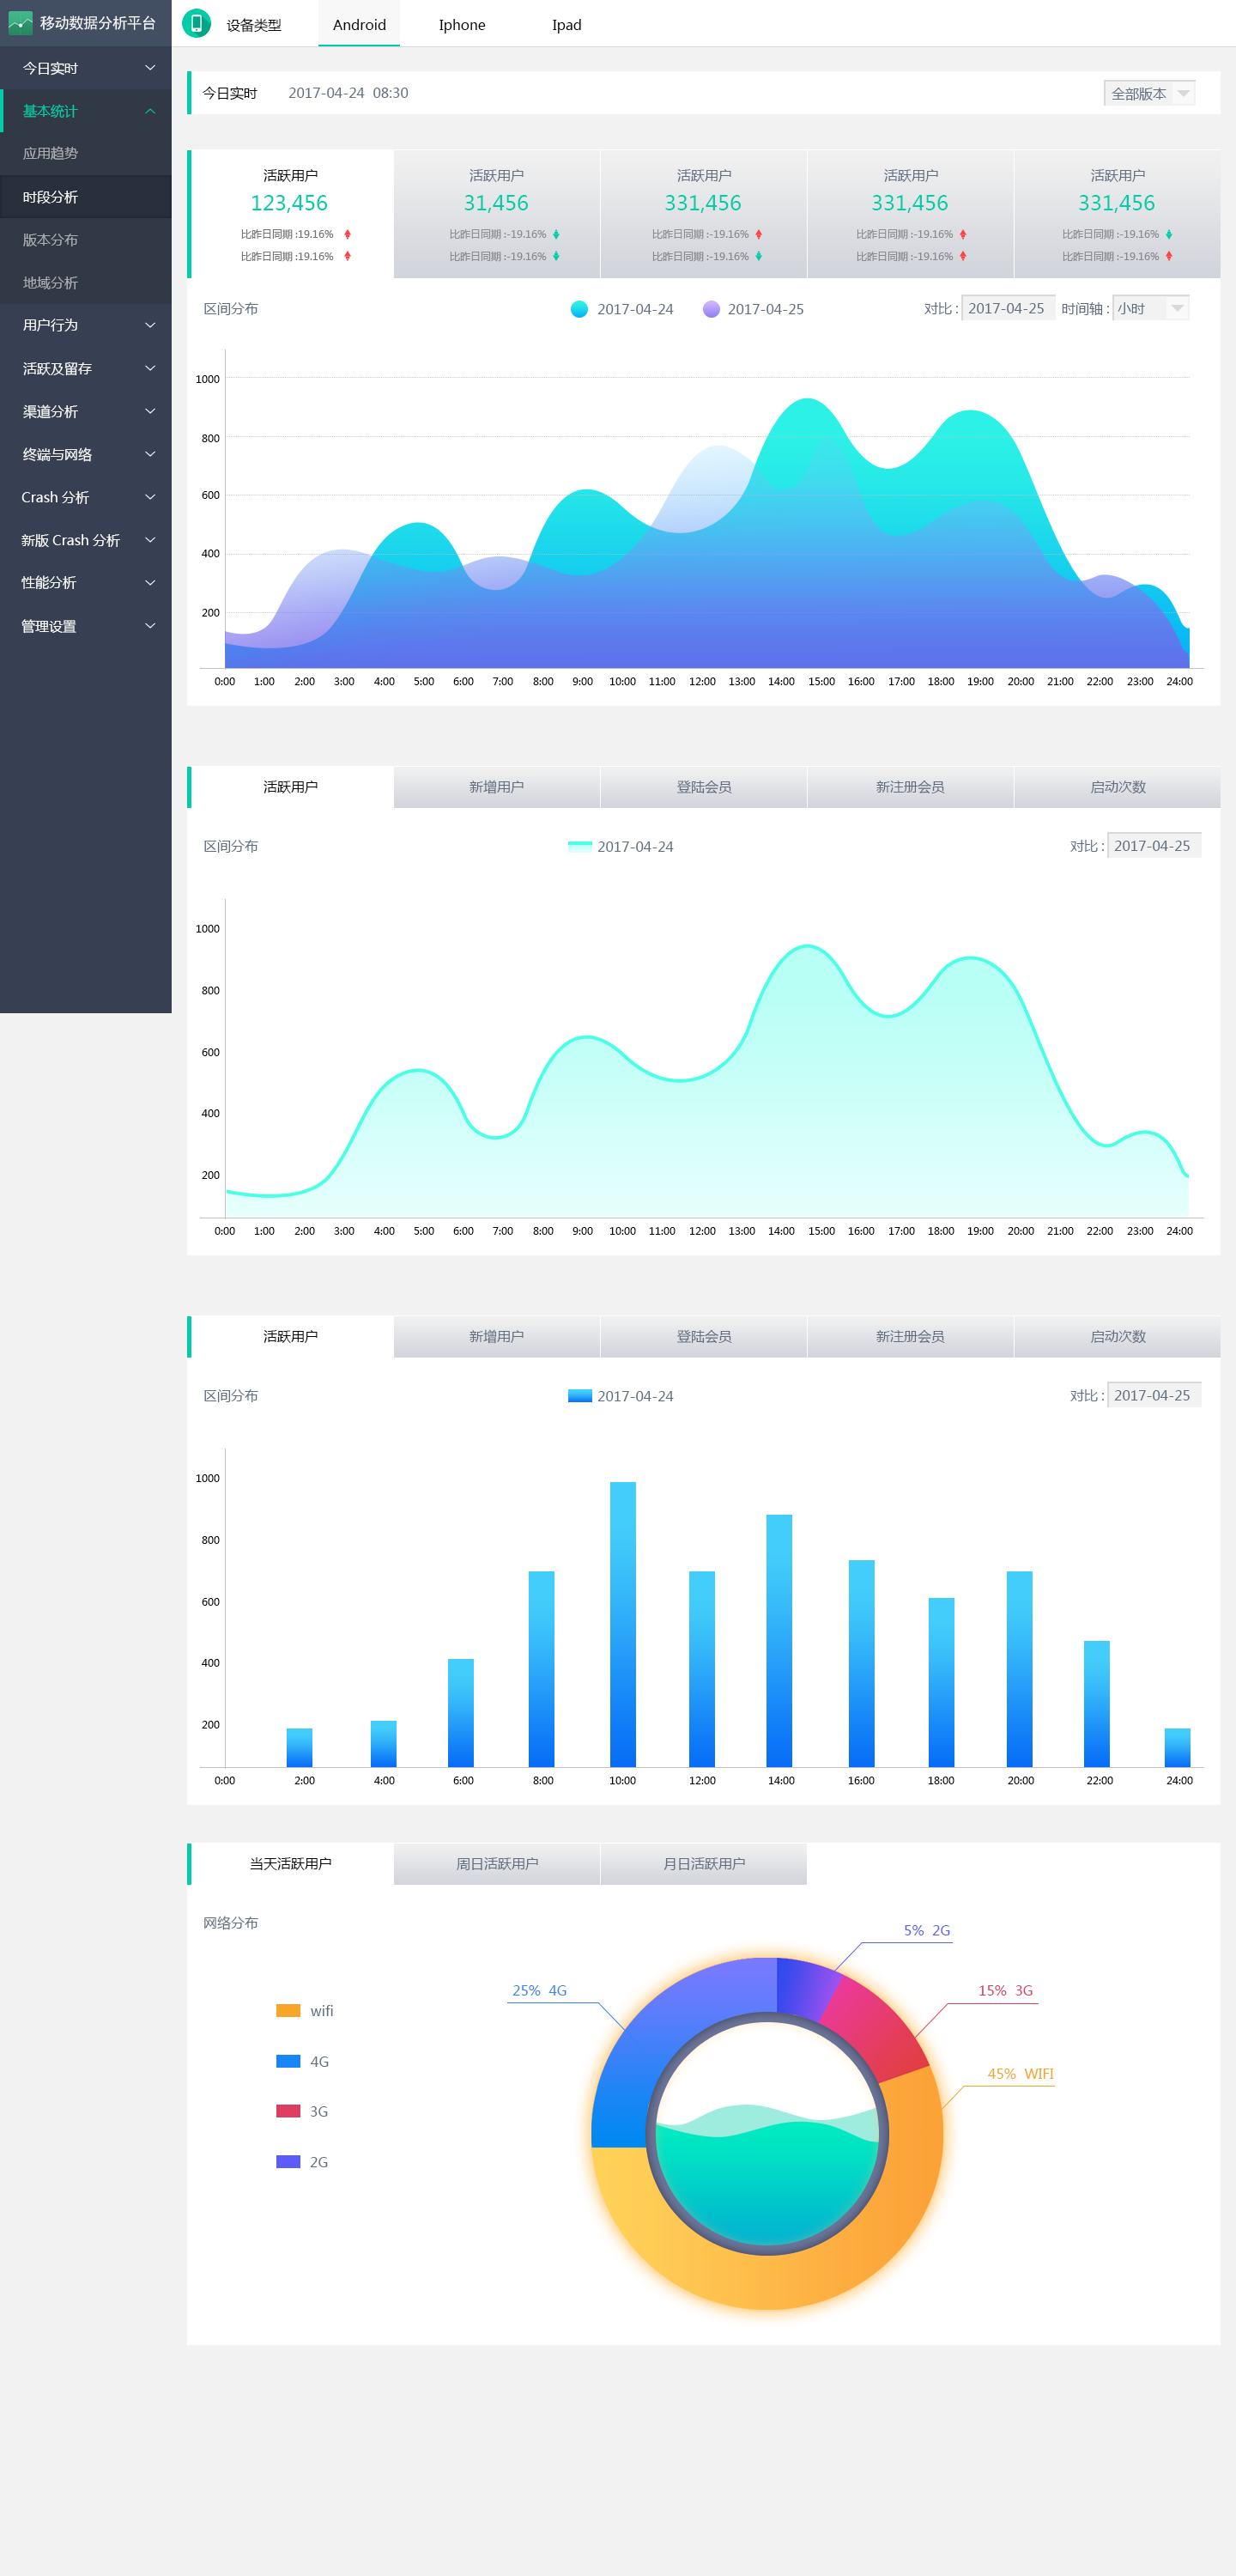 移动数据分析平台
今日实时
基本统计
应用趋势
时段分析
版本分布
地域分析
用户行为
活跃及留存
渠道分析
终端与网络
Crash 分析
新版 Crash 分析
性能分析
管理设置
设备类型 Android Iphone Ipad
今日实时 2017-04-24 08:30 全部版本
活跃用户 活跃用户 活跃用户 活跃用户 活跃用户
123,456 31,456 331,456 331,456 331,456
比昨日同期 :19.16% 比昨日同期 :-19.16% 比昨日同期 :-19.16% 比昨日同期 :-19.16% 比昨日同期 :-19.16%
比昨日同期 :19.16% 比昨日同期 :-19.16% 比昨日同期 :-19.16% 比昨日同期 :-19.16% 比昨日同期 :-19.16%
区间分布 2017-04-24 2017-04-25 对比 : 2017-04-25 时间轴 : 小时
1000
800
600
400
200
0:00 1:00 2:00 3:00 4:00 5:00 6:00 7:00 8:00 9:00 10:00 11:00 12:00 13:00 14:00 15:00 16:00 17:00 18:00 19:00 20:00 21:00 22:00 23:00 24:00
活跃用户 新增用户 登陆会员 新注册会员 启动次数
区间分布 2017-04-24 对比 : 2017-04-25
1000
800
600
400
200
0:00 1:00 2:00 3:00 4:00 5:00 6:00 7:00 8:00 9:00 10:00 11:00 12:00 13:00 14:00 15:00 16:00 17:00 18:00 19:00 20:00 21:00 22:00 23:00 24:00
活跃用户 新增用户 登陆会员 新注册会员 启动次数
区间分布 2017-04-24 对比 : 2017-04-25
1000
800
600
400
200
0:00 2:00 4:00 6:00 8:00 10:00 12:00 14:00 16:00 18:00 20:00 22:00 24:00
当天活跃用户 周日活跃用户 月日活跃用户
网络分布
5% 2G
25% 4G
15% 3G
45% WIFI
wifi
4G
3G
2G